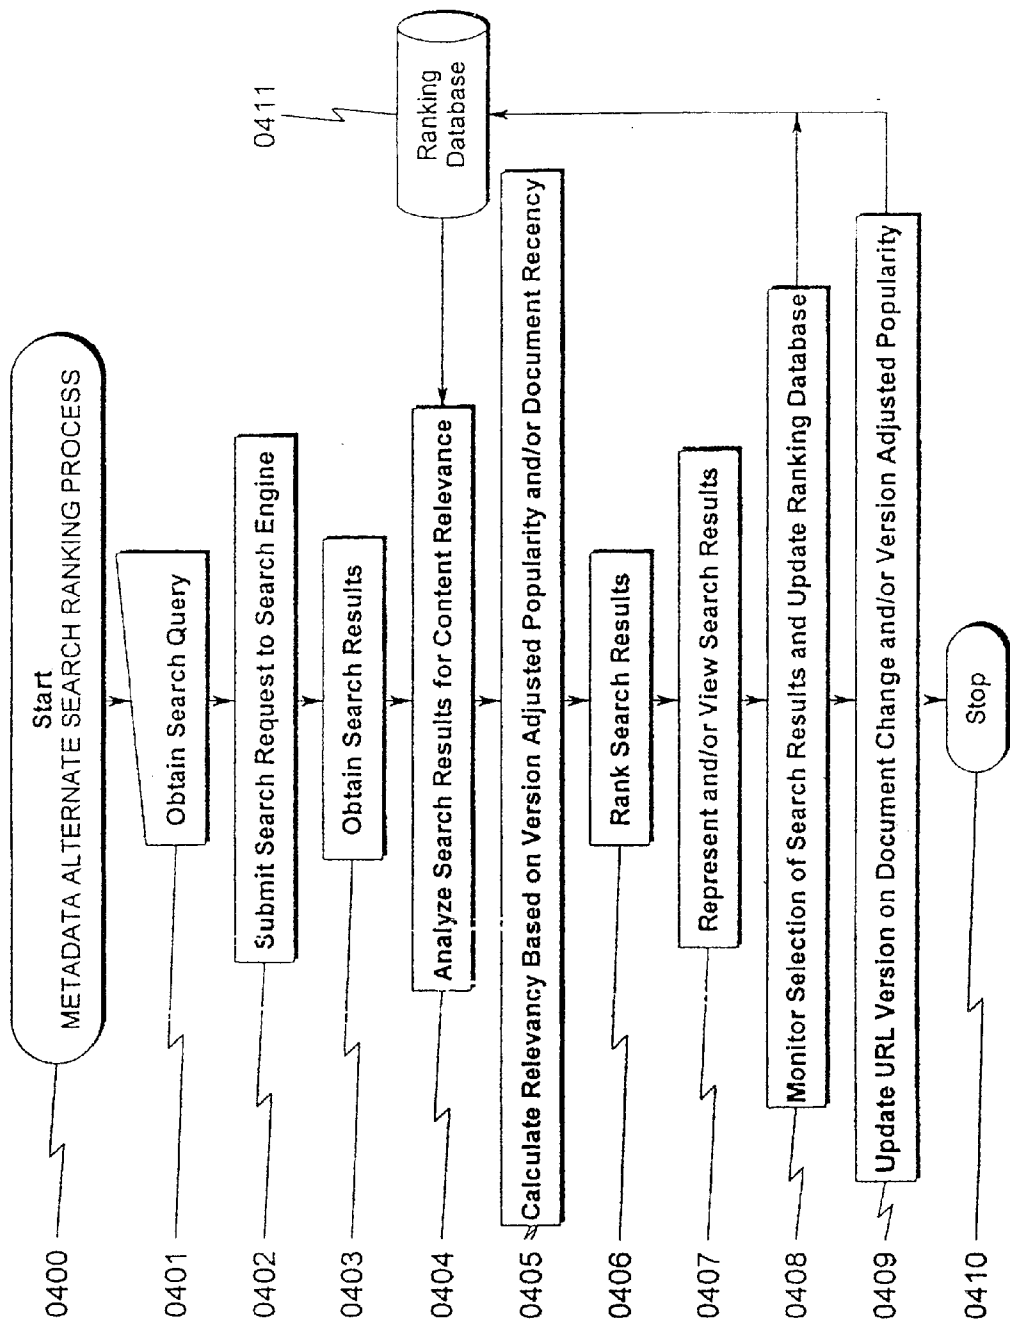 0400
Start
METADATA ALTERNATE SEARCH RANKING PROCESS
0401
Obtain Search Query
0402
Submit Search Request to Search Engine
0403
Obtain Search Results
0411
Ranking
Database
0404
Analyze Search Results for Content Relevance
0405
Calculate Relevancy Based on Version Adjusted Popularity and/or Document Recency
0406
Rank Search Results
0407
Represent and/or View Search Results
0408
Monitor Selection of Search Results and Update Ranking Database
0409
Update URL Version on Document Change and/or Version Adjusted Popularity
0410
Stop